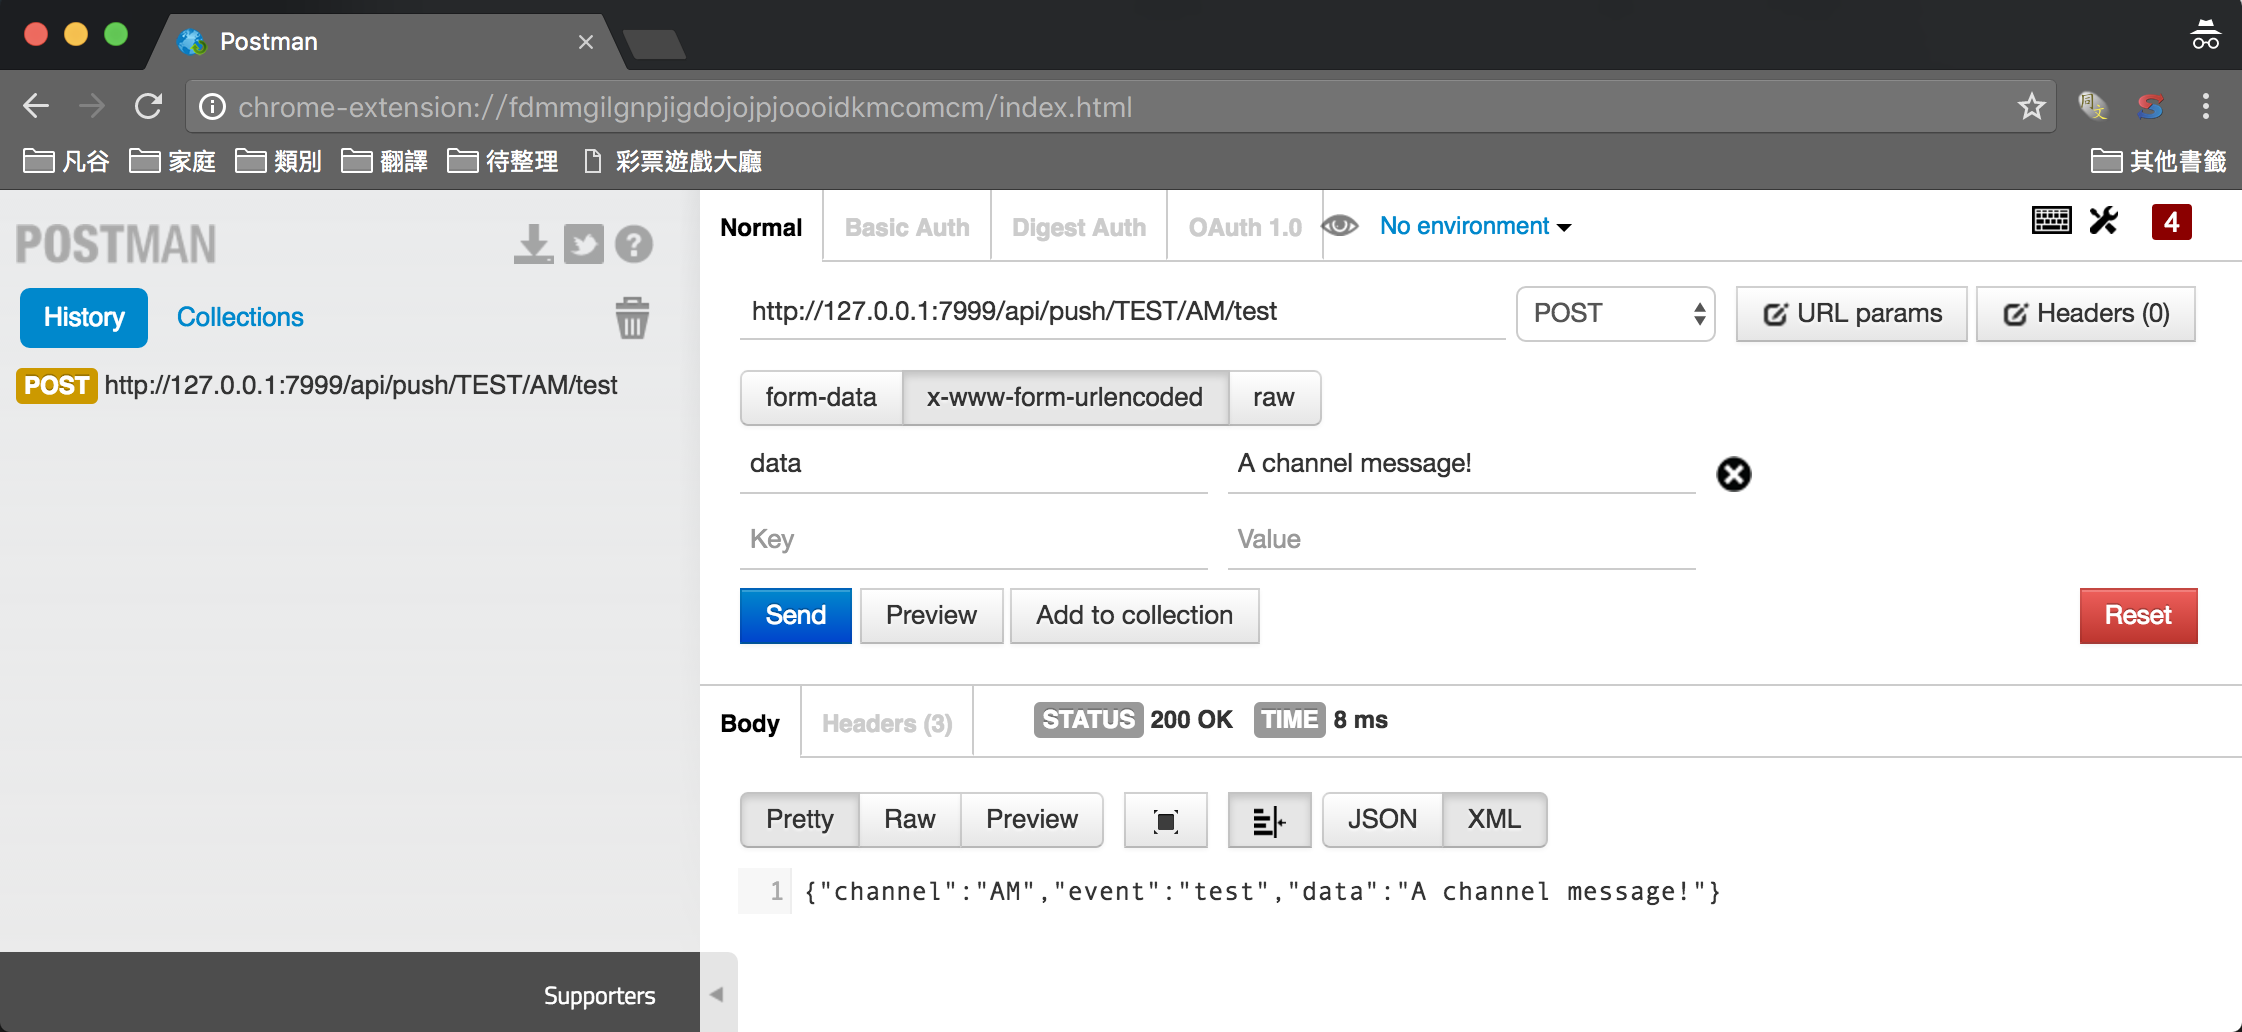 Postman
chrome-extension://fdmmgilgnpjigdojojpjoooidkmcomcm/index.html
凡谷 家庭 類別 翻譯 待整理 彩票遊戲大廳 其他書籤
POSTMAN
History Collections
POST http://127.0.0.1:7999/api/push/TEST/AM/test
Supporters
Normal Basic Auth Digest Auth OAuth 1.0 No environment 4
http://127.0.0.1:7999/api/push/TEST/AM/test POST URL params Headers (0)
form-data x-www-form-urlencoded raw
data A channel message!
Key Value
Send Preview Add to collection Reset
Body Headers (3) STATUS 200 OK TIME 8 ms
Pretty Raw Preview JSON XML
1 {"channel":"AM","event":"test","data":"A channel message!"}